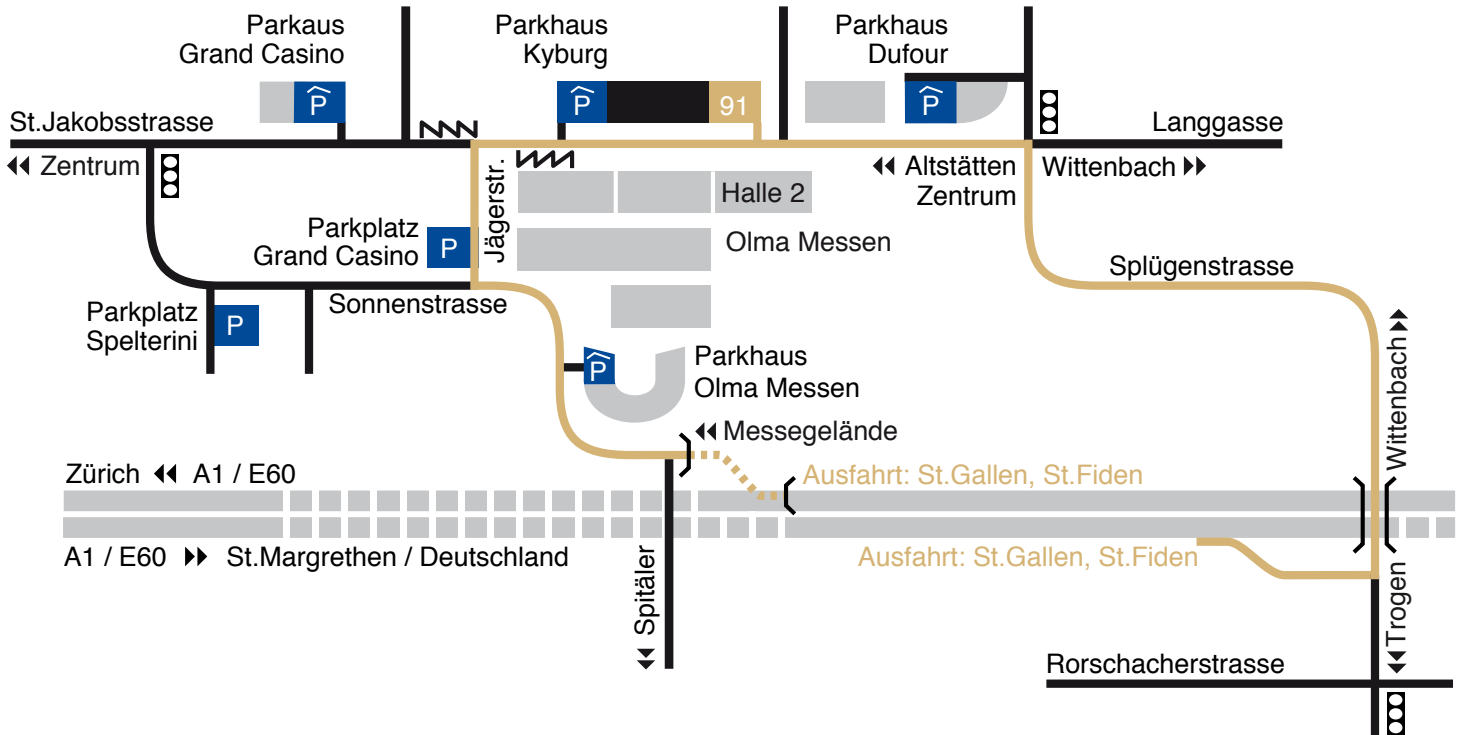 Parkaus
Grand Casino
Parkhaus
Kyburg
Parkhaus
Dufour
P
P
91
P
St.Jakobsstrasse
Langgasse
Zentrum
Altstätten
Zentrum
Wittenbach
Jägerstr.
Halle 2
Parkplatz
Grand Casino
P
Olma Messen
Splügenstrasse
Sonnenstrasse
Parkplatz
Spelterini
P
P
Parkhaus
Olma Messen
Wittenbach
Messegelände
Zürich A1 / E60
Ausfahrt: St.Gallen, St.Fiden
A1 / E60 St.Margrethen / Deutschland
Ausfahrt: St.Gallen, St.Fiden
Spitäler
Trogen
Rorschacherstrasse